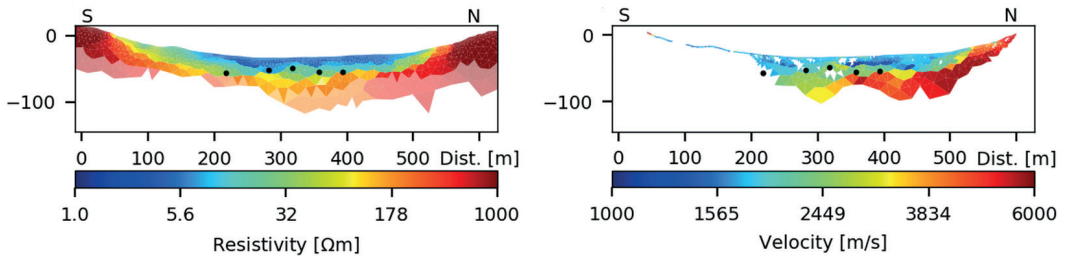 S N
0
−100
0 100 200 300 400 500 Dist. [m]
1.0 5.6 32 178 1000
Resistivity [Ωm]
S N
0
−100
0 100 200 300 400 500 Dist. [m]
1000 1565 2449 3834 6000
Velocity [m/s]